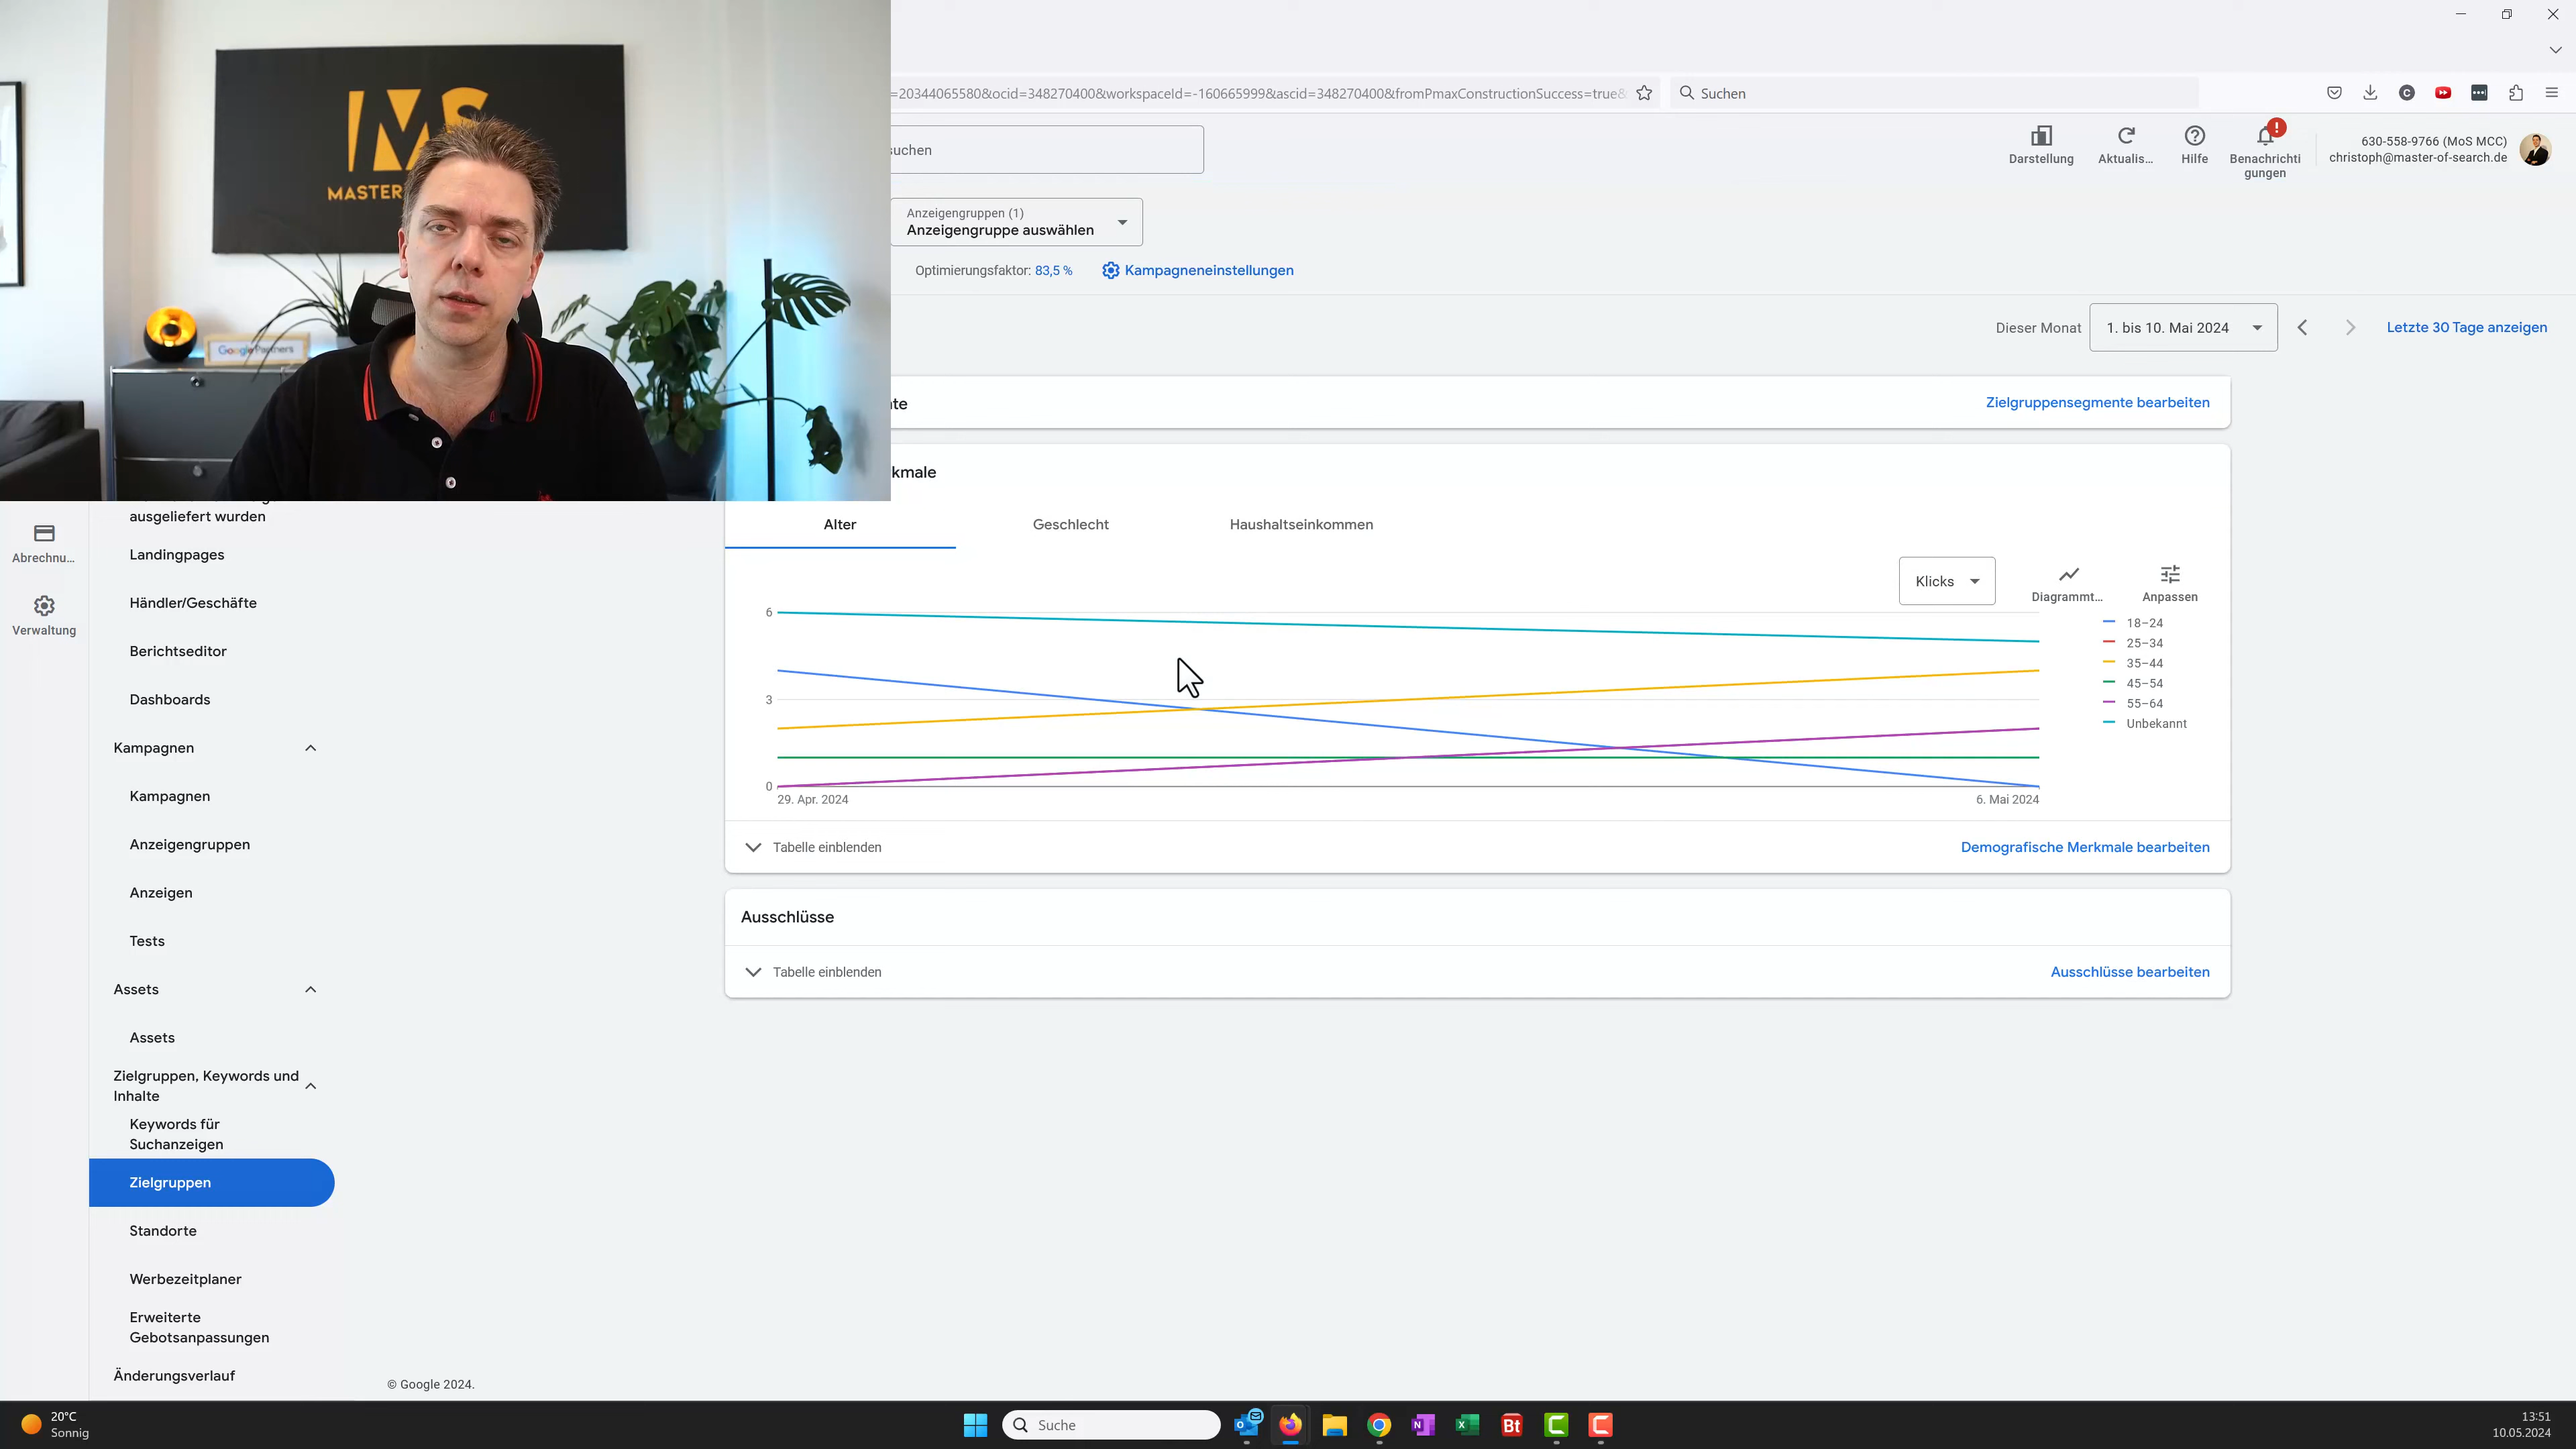 MS
MASTER
Google Partners
=20344065580&ocid=348270400&workspaceId=-160665999&ascid=348270400&fromPmaxConstructionSuccess=true&
Suchen
suchen
Darstellung
Aktualis...
Hilfe
Benachrichti
gungen
!
630-558-9766 (MoS MCC)
christoph@master-of-search.de
Anzeigengruppen (1)
Anzeigengruppe auswählen
Optimierungsfaktor: 83,5 %
Kampagneneinstellungen
Dieser Monat
1. bis 10. Mai 2024
Letzte 30 Tage anzeigen
Zielgruppensegmente bearbeiten
kmale
Alter
Geschlecht
Haushaltseinkommen
Klicks
Diagrammt...
Anpassen
6
3
0
29. Apr. 2024
6. Mai 2024
18–24
25–34
35–44
45–54
55–64
Unbekannt
Tabelle einblenden
Demografische Merkmale bearbeiten
Ausschlüsse
Tabelle einblenden
Ausschlüsse bearbeiten
Abrechnu...
Verwaltung
ausgeliefert wurden
Landingpages
Händler/Geschäfte
Berichtseditor
Dashboards
Kampagnen
Kampagnen
Anzeigengruppen
Anzeigen
Tests
Assets
Assets
Zielgruppen, Keywords und
Inhalte
Keywords für
Suchanzeigen
Zielgruppen
Standorte
Werbezeitplaner
Erweiterte
Gebotsanpassungen
Änderungsverlauf
© Google 2024.
20°C
Sonnig
Suche
Bt
13:51
10.05.2024